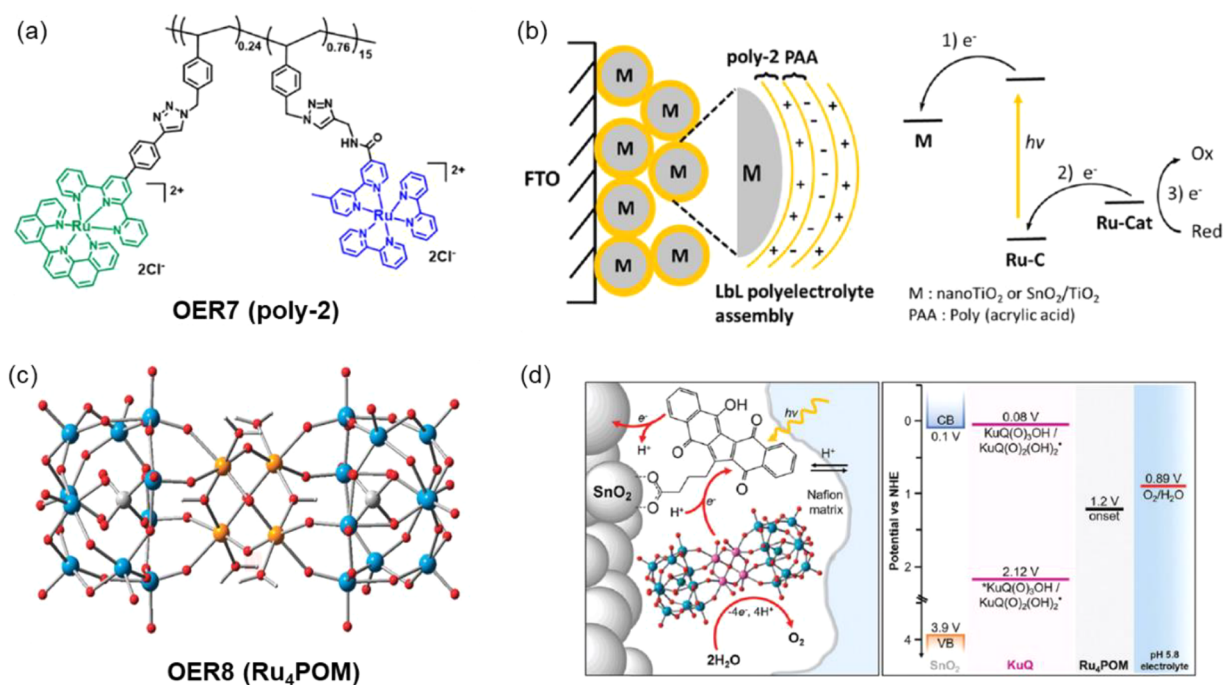 (a)
0.24
0.76
15
N
N
N
N=N
N
NH
O
2+
2+
N
N
N
N
N
N
Ru
N
N
N
N
N
N
Ru
2Cl⁻
2Cl⁻
OER7 (poly-2)
(b)
FTO
M
M
M
M
M
M
M
M
poly-2 PAA
LbL polyelectrolyte
assembly
1) e⁻
M
hv
2) e⁻
Ru-C
Ru-Cat
Ox
3) e⁻
Red
M : nanoTiO₂ or SnO₂/TiO₂
PAA : Poly (acrylic acid)
(c)
OER8 (Ru₄POM)
(d)
e⁻
H⁺
SnO₂
O
O
OH
O
O
O
hv
H⁺
e⁻
H⁺
Nafion
matrix
-4e⁻, 4H⁺
O₂
2H₂O
Potential vs NHE
0
1
2
4
CB
0.1 V
3.9 V
VB
SnO₂
0.08 V
KuQ(O)₃OH /
KuQ(O)₂(OH)₂•
2.12 V
*KuQ(O)₃OH /
KuQ(O)₂(OH)₂•
KuQ
1.2 V
onset
Ru₄POM
0.89 V
O₂/H₂O
pH 5.8
electrolyte